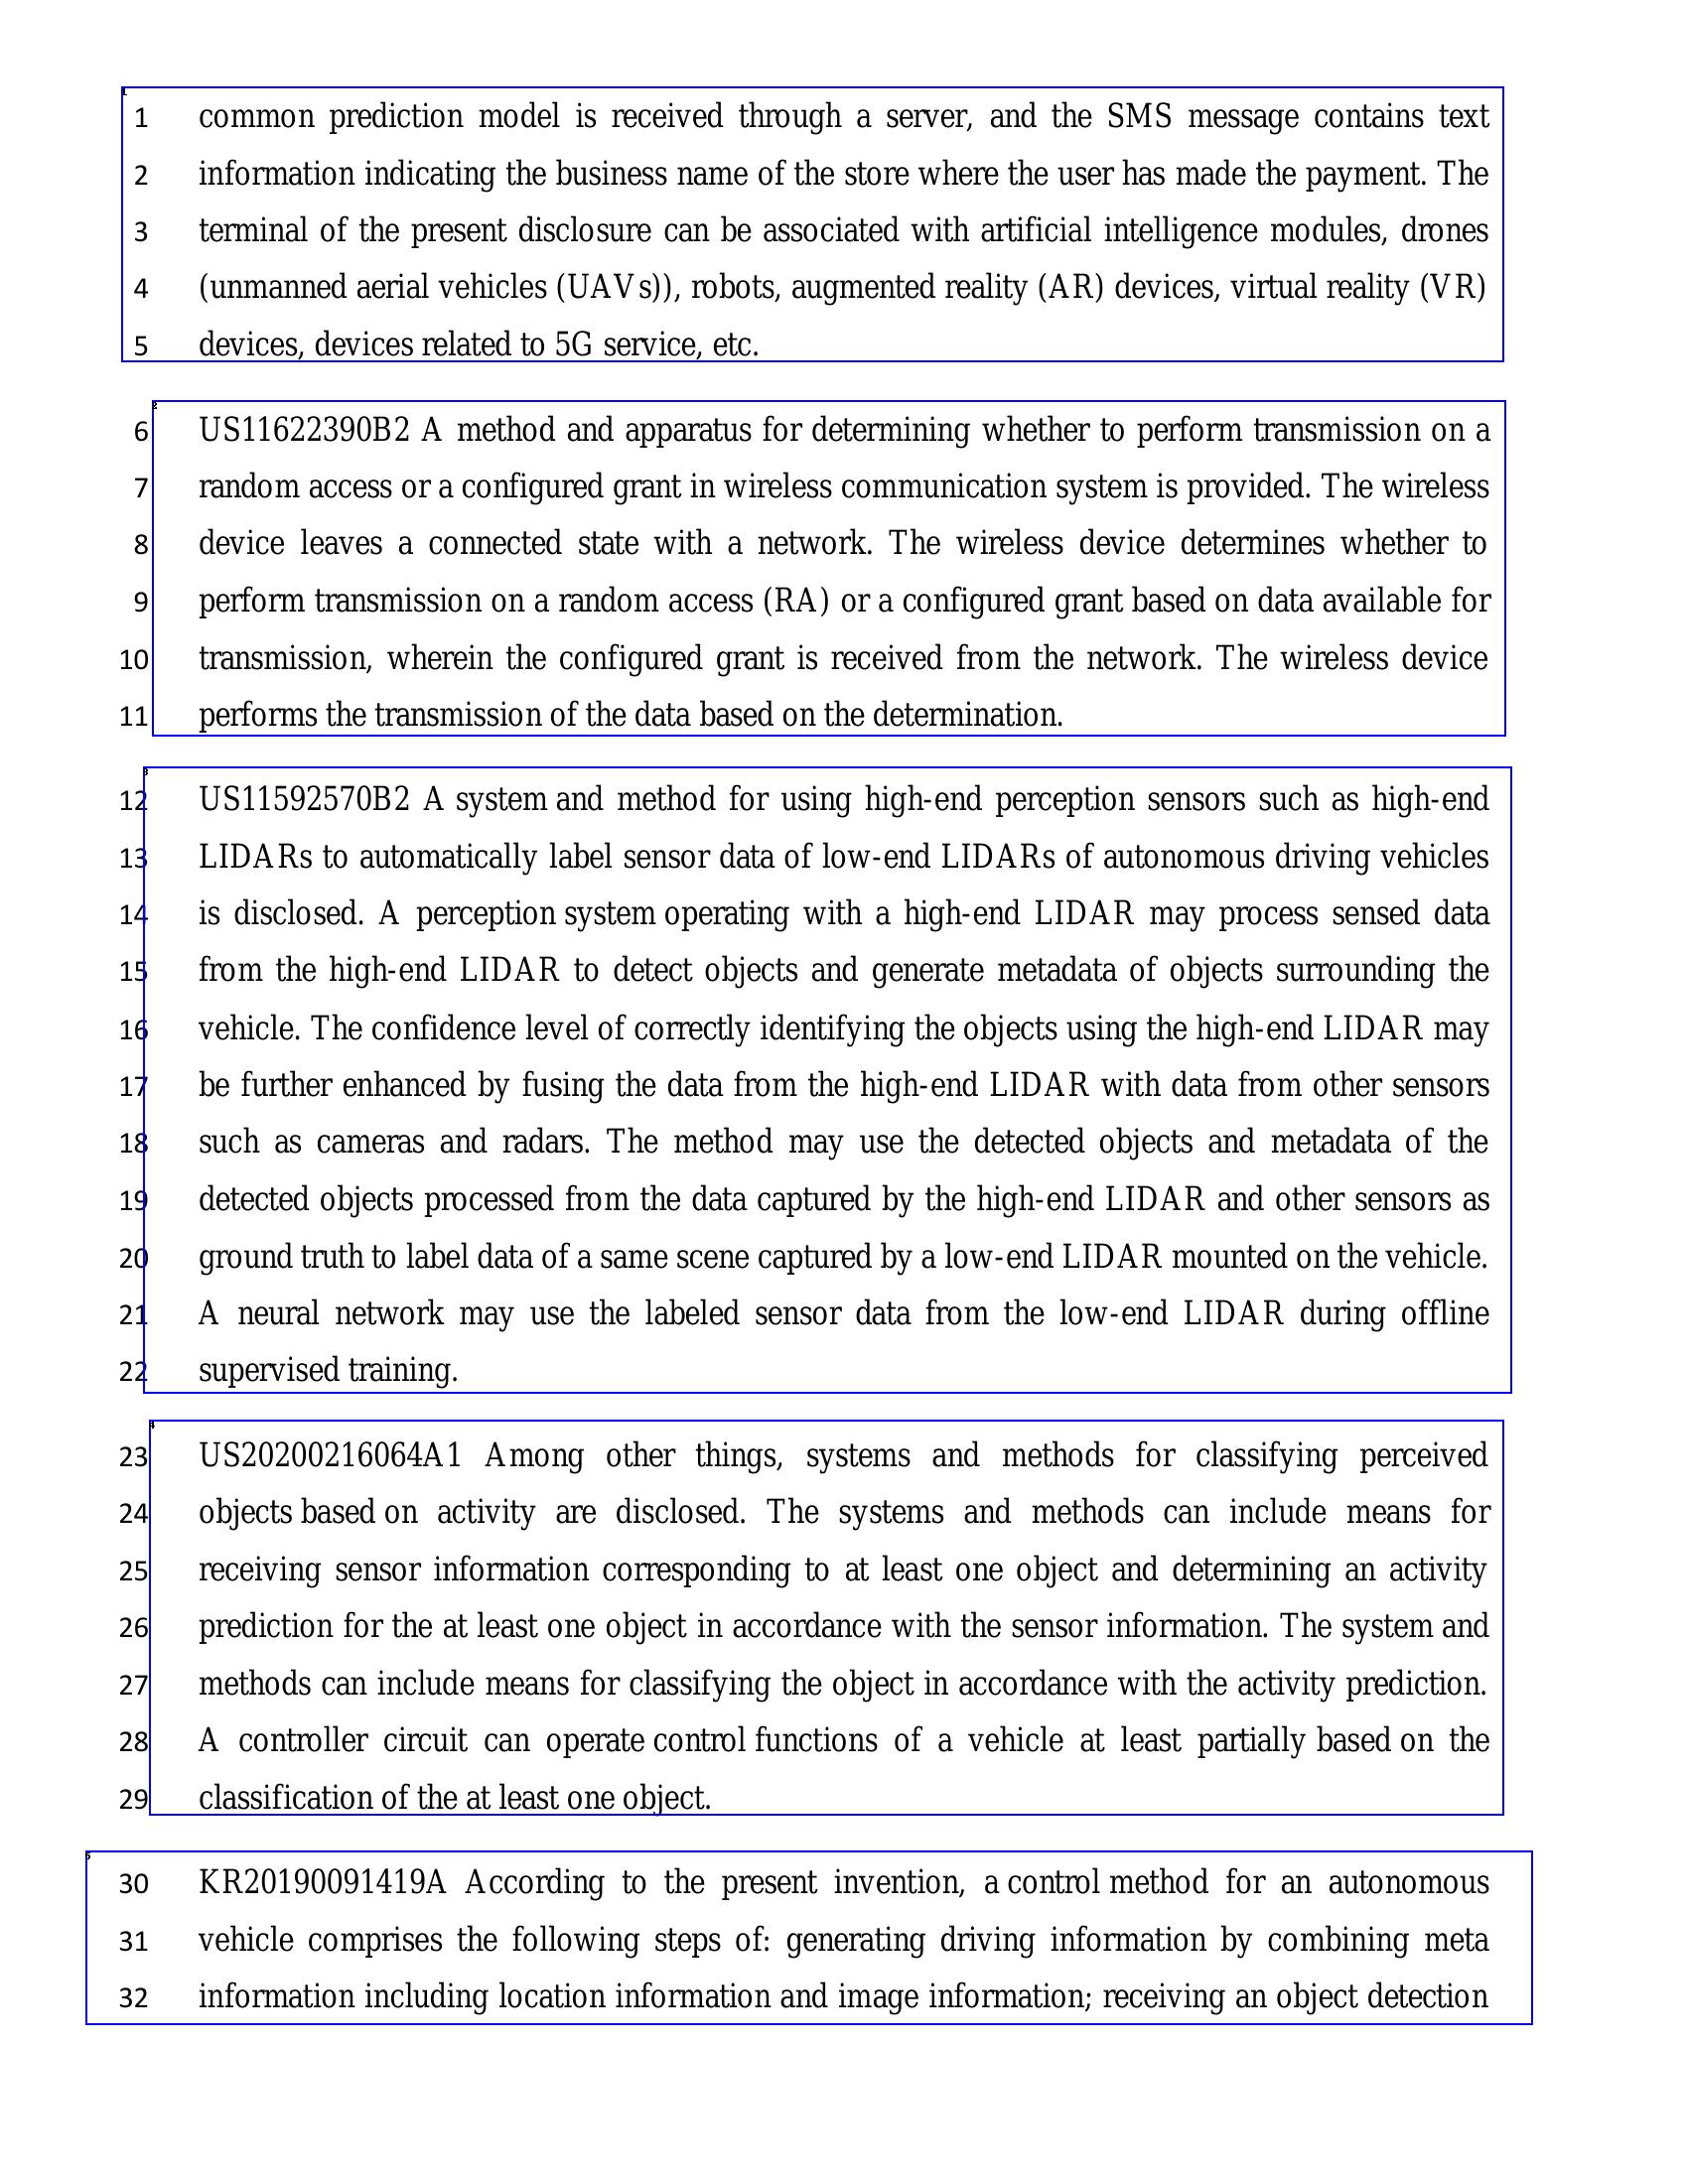 1 common prediction model is received through a server, and the SMS message contains text
2 information indicating the business name of the store where the user has made the payment. The
3 terminal of the present disclosure can be associated with artificial intelligence modules, drones
4 (unmanned aerial vehicles (UAVs)), robots, augmented reality (AR) devices, virtual reality (VR)
5 devices, devices related to 5G service, etc.
6 US11622390B2 A method and apparatus for determining whether to perform transmission on a
7 random access or a configured grant in wireless communication system is provided. The wireless
8 device leaves a connected state with a network. The wireless device determines whether to
9 perform transmission on a random access (RA) or a configured grant based on data available for
10 transmission, wherein the configured grant is received from the network. The wireless device
11 performs the transmission of the data based on the determination.
12 US11592570B2 A system and method for using high-end perception sensors such as high-end
13 LIDARs to automatically label sensor data of low-end LIDARs of autonomous driving vehicles
14 is disclosed. A perception system operating with a high-end LIDAR may process sensed data
15 from the high-end LIDAR to detect objects and generate metadata of objects surrounding the
16 vehicle. The confidence level of correctly identifying the objects using the high-end LIDAR may
17 be further enhanced by fusing the data from the high-end LIDAR with data from other sensors
18 such as cameras and radars. The method may use the detected objects and metadata of the
19 detected objects processed from the data captured by the high-end LIDAR and other sensors as
20 ground truth to label data of a same scene captured by a low-end LIDAR mounted on the vehicle.
21 A neural network may use the labeled sensor data from the low-end LIDAR during offline
22 supervised training.
23 US20200216064A1 Among other things, systems and methods for classifying perceived
24 objects based on activity are disclosed. The systems and methods can include means for
25 receiving sensor information corresponding to at least one object and determining an activity
26 prediction for the at least one object in accordance with the sensor information. The system and
27 methods can include means for classifying the object in accordance with the activity prediction.
28 A controller circuit can operate control functions of a vehicle at least partially based on the
29 classification of the at least one object.
30 KR20190091419A According to the present invention, a control method for an autonomous
31 vehicle comprises the following steps of: generating driving information by combining meta
32 information including location information and image information; receiving an object detection